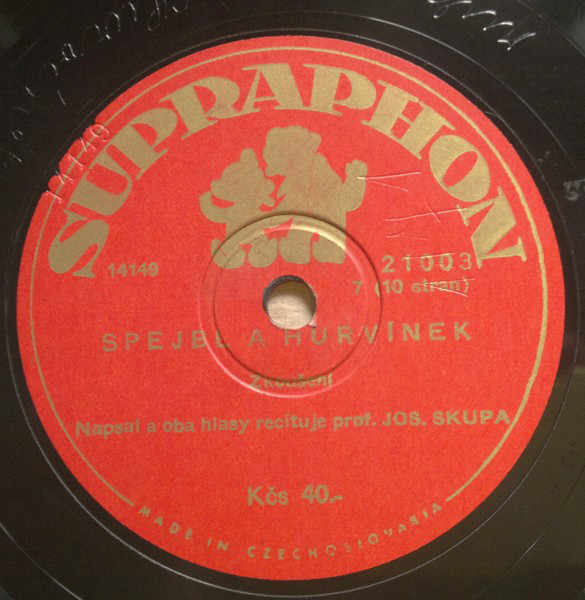 SUPRAPHON
14149
14149
21003
7 (10 stran)
SPEJBL A HURVÍNEK
Zkoušení
Napsal a oba hlasy recituje prof. JOS. SKUPA
Kčs 40.-
MADE IN CZECHOSLOVAKIA